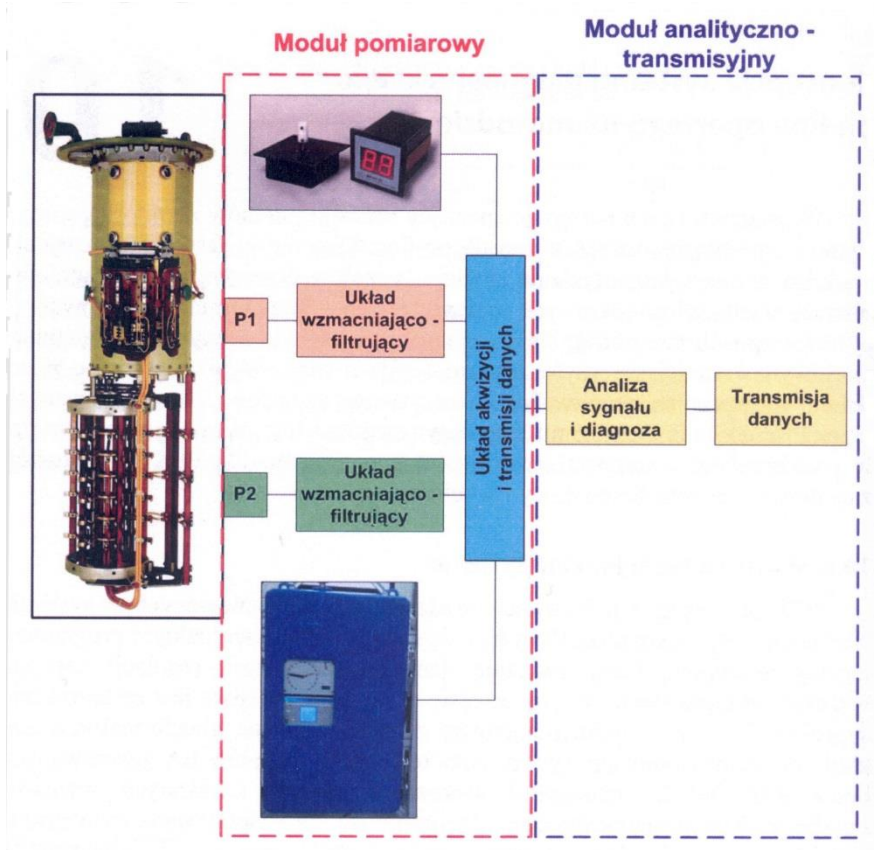 Moduł pomiarowy
Moduł analityczno -
transmisyjny
88
P1
Układ
wzmacniająco -
filtrujący
Układ akwizycji
i transmisji danych
Analiza
sygnału
i diagnoza
Transmisja
danych
P2
Układ
wzmacniająco -
filtrujący